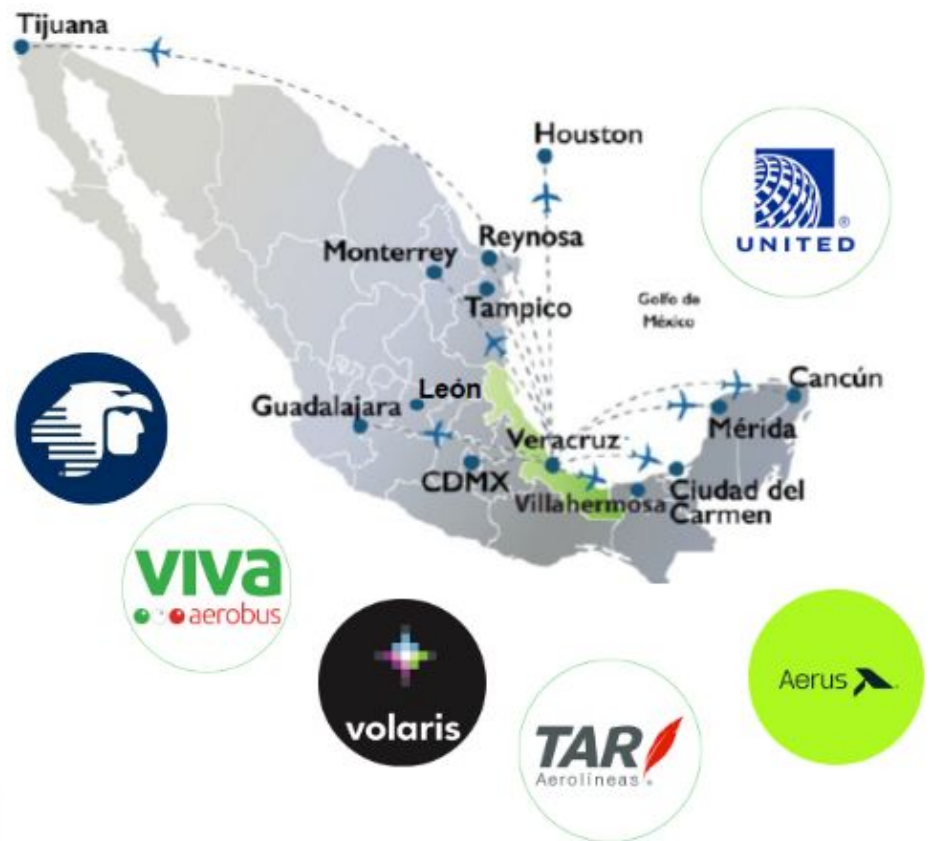 Tijuana
Houston
UNITED
®
Reynosa
Monterrey
Golfo de
México
Tampico
Cancún
León
Guadalajara
Mérida
Veracruz
CDMX
Villahermosa
Ciudad del
Carmen
viva
aerobus
Aerus
volaris
TAR
Aerolíneas